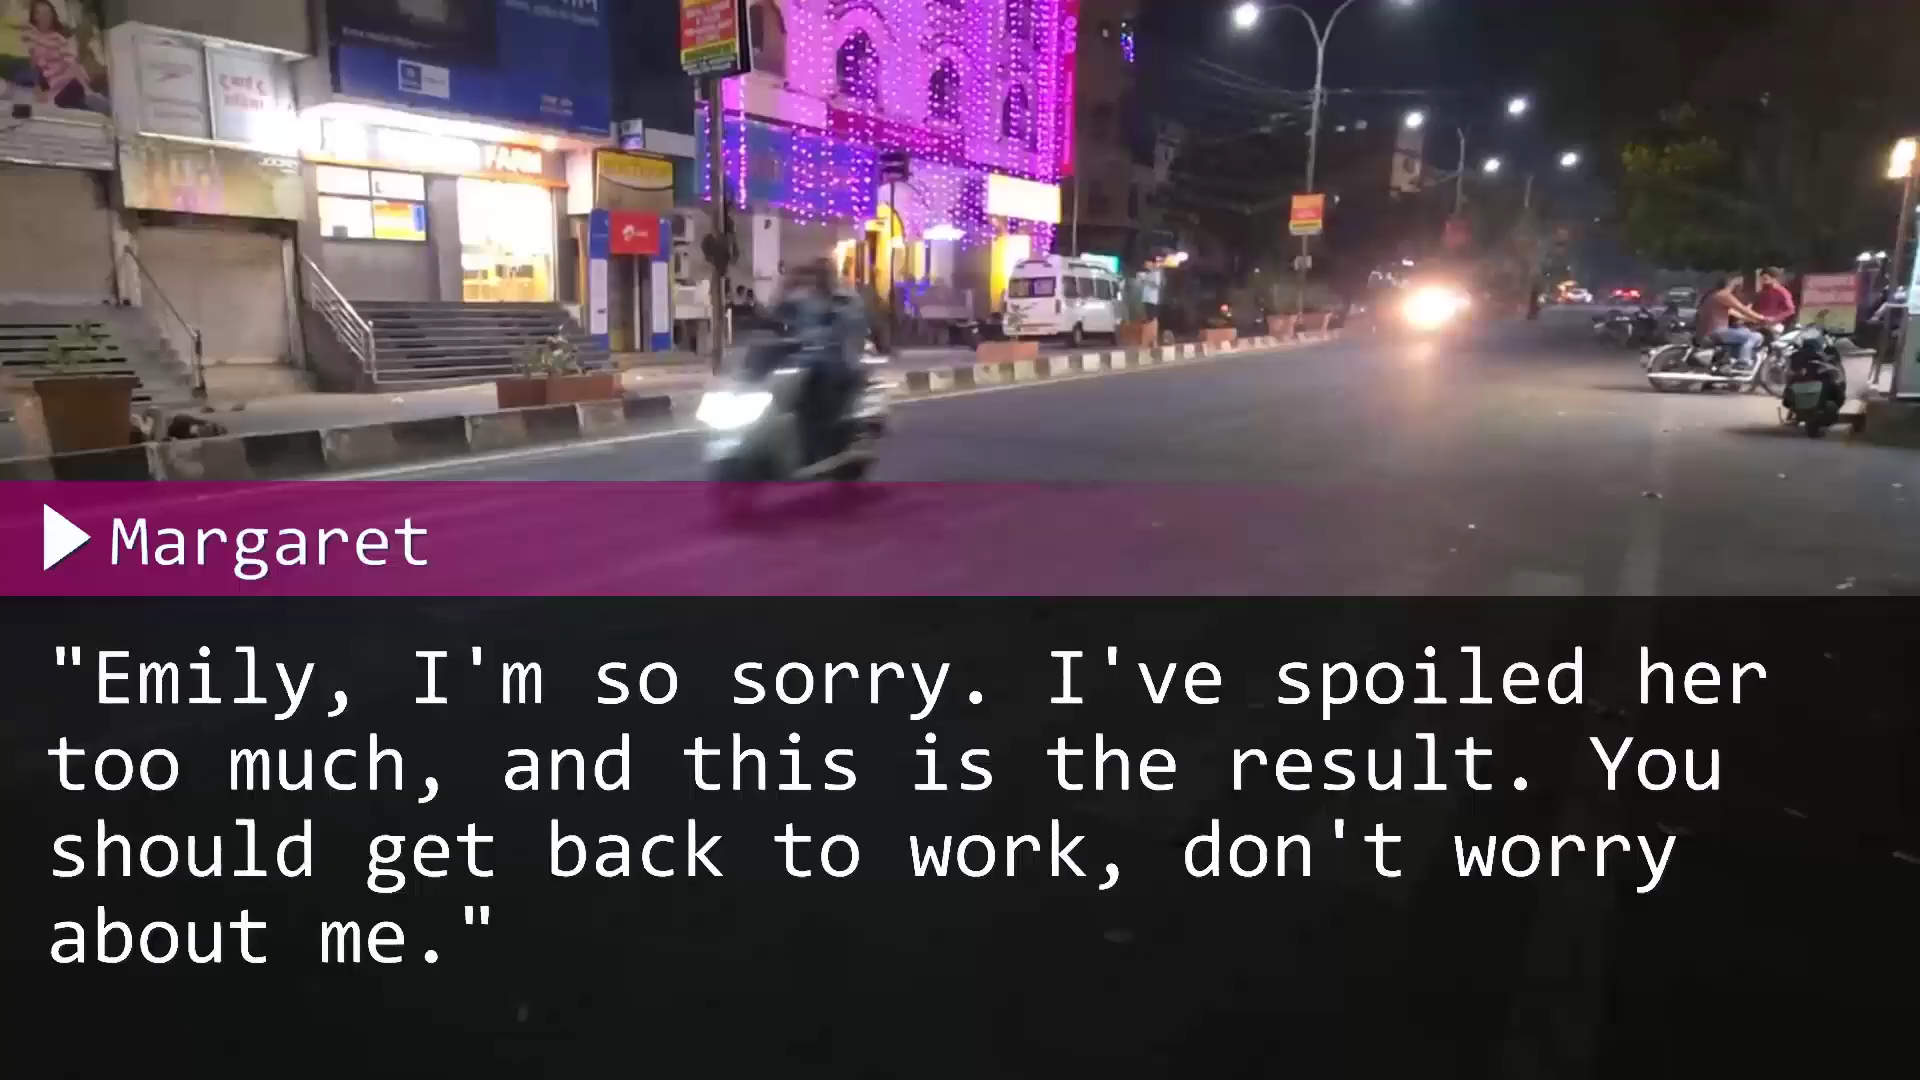 Margaret
"Emily, I'm so sorry. I've spoiled her
too much, and this is the result. You
should get back to work, don't worry
about me."